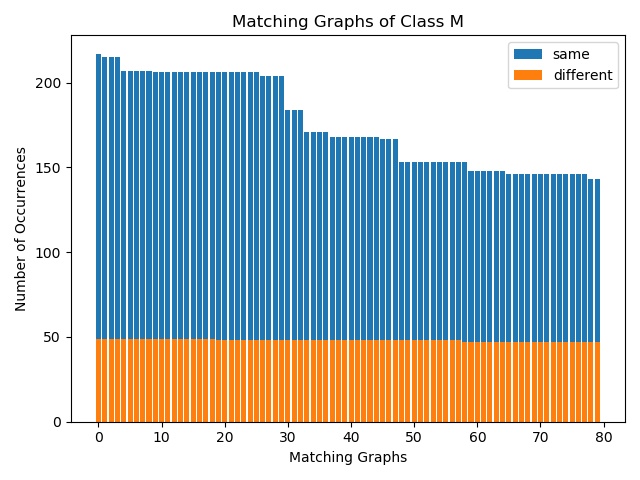 Matching Graphs of Class M
same
different
Number of Occurrences
200
150
100
50
0
0 10 20 30 40 50 60 70 80
Matching Graphs